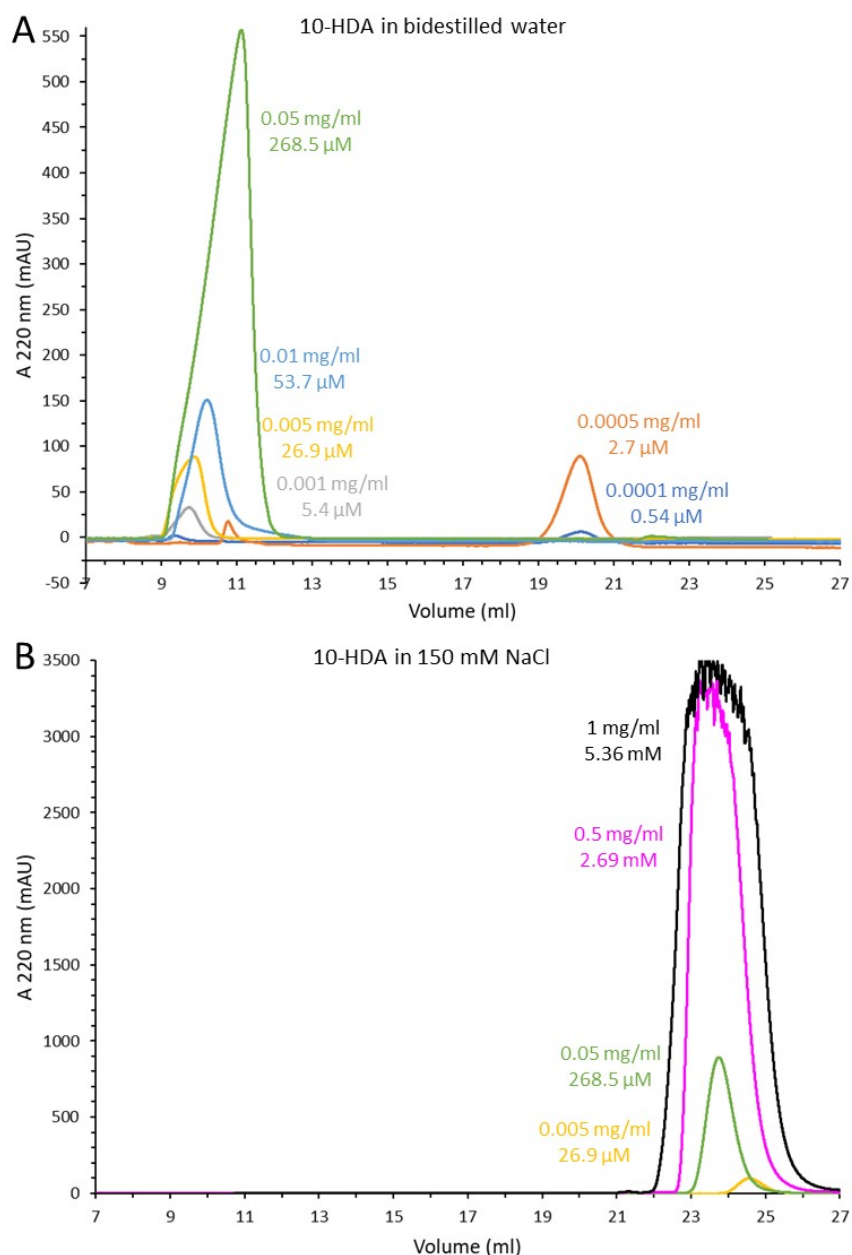 A
10-HDA in bidestilled water
550
500
450
400
350
300
250
200
150
100
50
0
-50
A 220 nm (mAU)
0.05 mg/ml
268.5 µM
0.01 mg/ml
53.7 µM
0.005 mg/ml
26.9 µM
0.001 mg/ml
5.4 µM
0.0005 mg/ml
2.7 µM
0.0001 mg/ml
0.54 µM
7 9 11 13 15 17 19 21 23 25 27
Volume (ml)
B
10-HDA in 150 mM NaCl
3500
3000
2500
2000
1500
1000
500
0
A 220 nm (mAU)
1 mg/ml
5.36 mM
0.5 mg/ml
2.69 mM
0.05 mg/ml
268.5 µM
0.005 mg/ml
26.9 µM
7 9 11 13 15 17 19 21 23 25 27
Volume (ml)